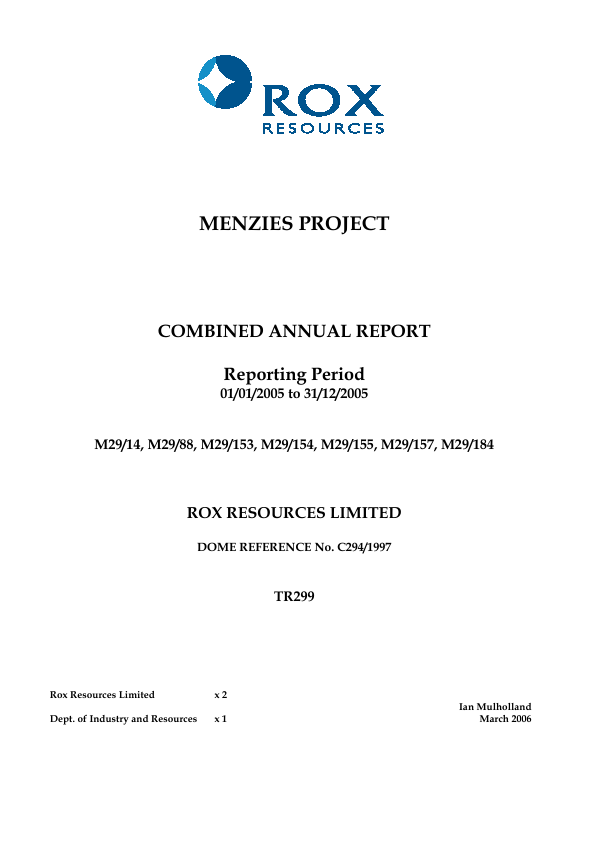 ROX
RESOURCES
MENZIES PROJECT
COMBINED ANNUAL REPORT
Reporting Period
01/01/2005 to 31/12/2005
M29/14, M29/88, M29/153, M29/154, M29/155, M29/157, M29/184
ROX RESOURCES LIMITED
DOME REFERENCE No. C294/1997
TR299
Rox Resources Limited x 2
Dept. of Industry and Resources x 1
Ian Mulholland
March 2006